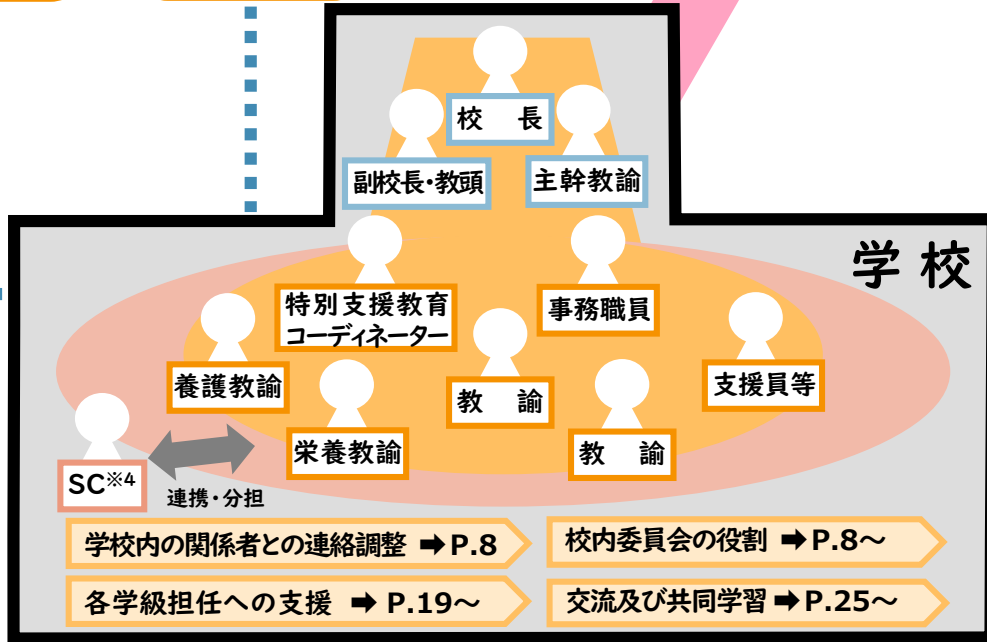 校　長
副校長・教頭
主幹教諭
学校
特別支援教育
コーディネーター
事務職員
養護教諭
教　諭
支援員等
栄養教諭
教　諭
SC※4
連携・分担
学校内の関係者との連絡調整 ➡P.8
校内委員会の役割 ➡P.8～
各学級担任への支援 ➡ P.19～
交流及び共同学習 ➡P.25～